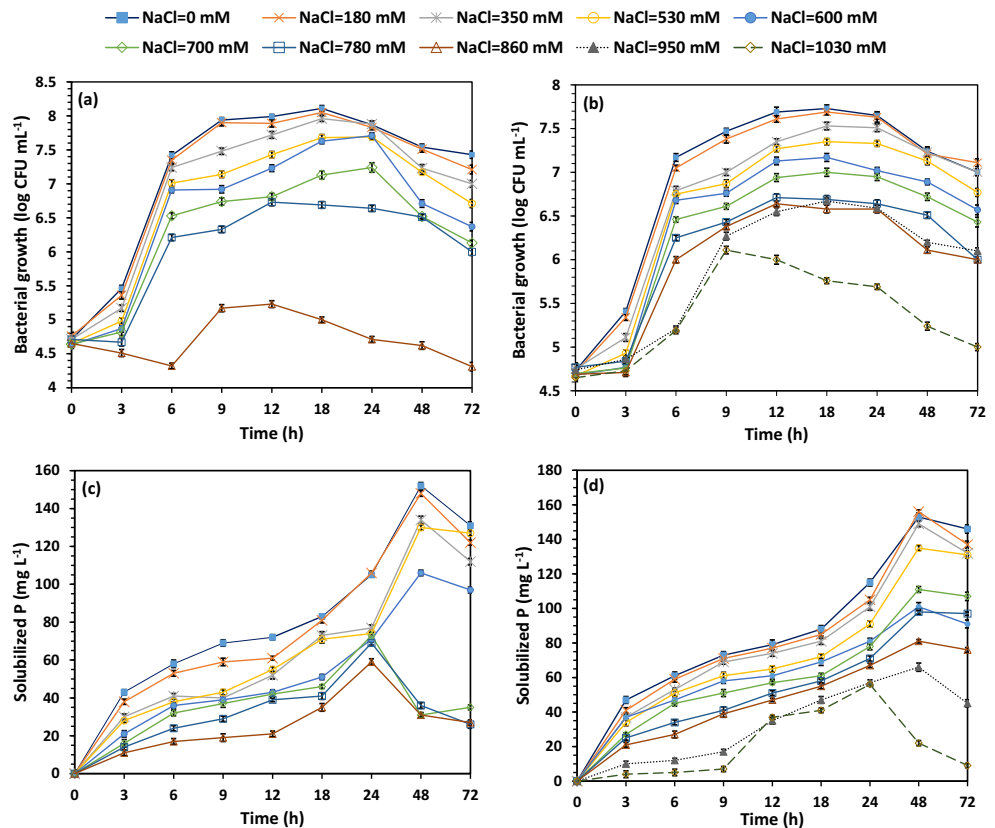 NaCl=0 mM NaCl=180 mM NaCl=350 mM NaCl=530 mM NaCl=600 mM
NaCl=700 mM NaCl=780 mM NaCl=860 mM NaCl=950 mM NaCl=1030 mM
(a)
Bacterial growth (log CFU mL⁻¹)
8.5
8
7.5
7
6.5
6
5.5
5
4.5
4
0 3 6 9 12 18 24 48 72
Time (h)
(b)
Bacterial growth (log CFU mL⁻¹)
8
7.5
7
6.5
6
5.5
5
4.5
0 3 6 9 12 18 24 48 72
Time (h)
(c)
Solubilized P (mg L⁻¹)
160
140
120
100
80
60
40
20
0
0 3 6 9 12 18 24 48 72
Time (h)
(d)
Solubilized P (mg L⁻¹)
180
160
140
120
100
80
60
40
20
0
0 3 6 9 12 18 24 48 72
Time (h)